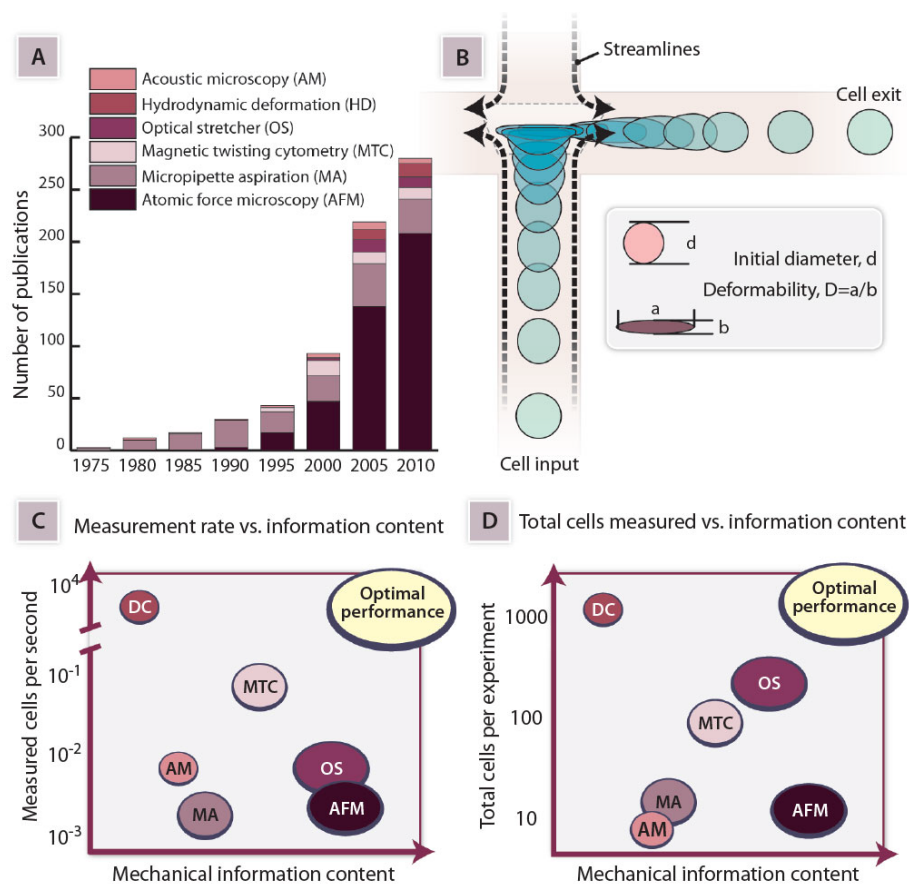 A
Acoustic microscopy (AM)
Hydrodynamic deformation (HD)
Optical stretcher (OS)
Magnetic twisting cytometry (MTC)
Micropipette aspiration (MA)
Atomic force microscopy (AFM)
Number of publications
300
250
200
150
100
50
0
1975 1980 1985 1990 1995 2000 2005 2010
B
Streamlines
Cell exit
d
Initial diameter, d
Deformability, D=a/b
a
b
Cell input
C
Measurement rate vs. information content
Measured cells per second
10⁴
10⁻¹
10⁻²
10⁻³
DC
Optimal
performance
MTC
AM
OS
MA
AFM
Mechanical information content
D
Total cells measured vs. information content
Total cells per experiment
1000
100
10
DC
Optimal
performance
OS
MTC
MA
AM
AFM
Mechanical information content